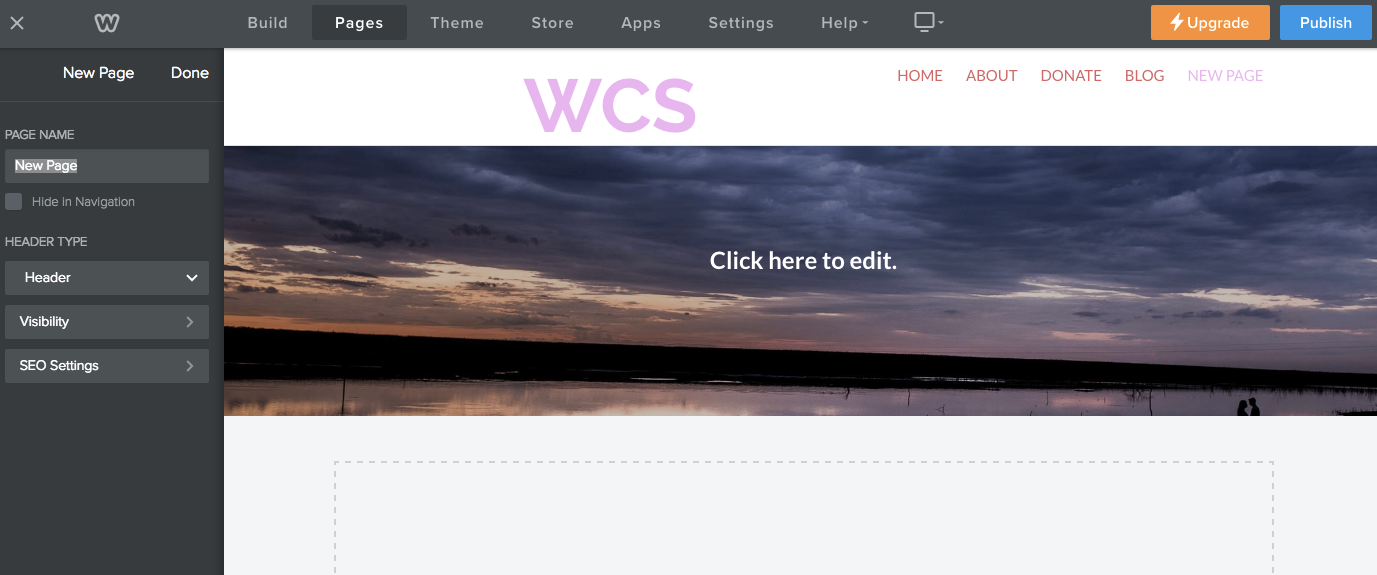 Build Pages Theme Store Apps Settings Help Upgrade Publish
New Page Done
PAGE NAME
New Page
Hide in Navigation
HEADER TYPE
Header
Visibility
SEO Settings
WCS
HOME ABOUT DONATE BLOG NEW PAGE
Click here to edit.